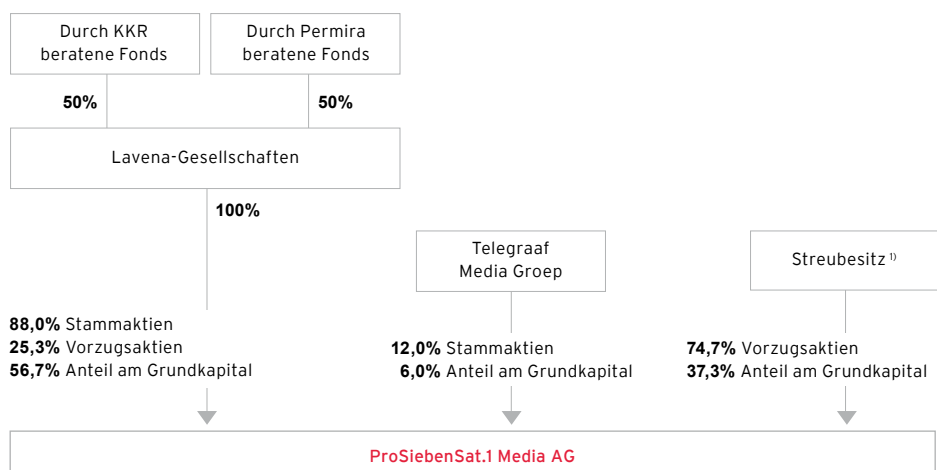 Durch KKR
beratene Fonds
Durch Permira
beratene Fonds
50%
50%
Lavena-Gesellschaften
100%
Telegraaf
Media Groep
Streubesitz 1)
88,0% Stammaktien
25,3% Vorzugsaktien
56,7% Anteil am Grundkapital
12,0% Stammaktien
6,0% Anteil am Grundkapital
74,7% Vorzugsaktien
37,3% Anteil am Grundkapital
ProSiebenSat.1 Media AG